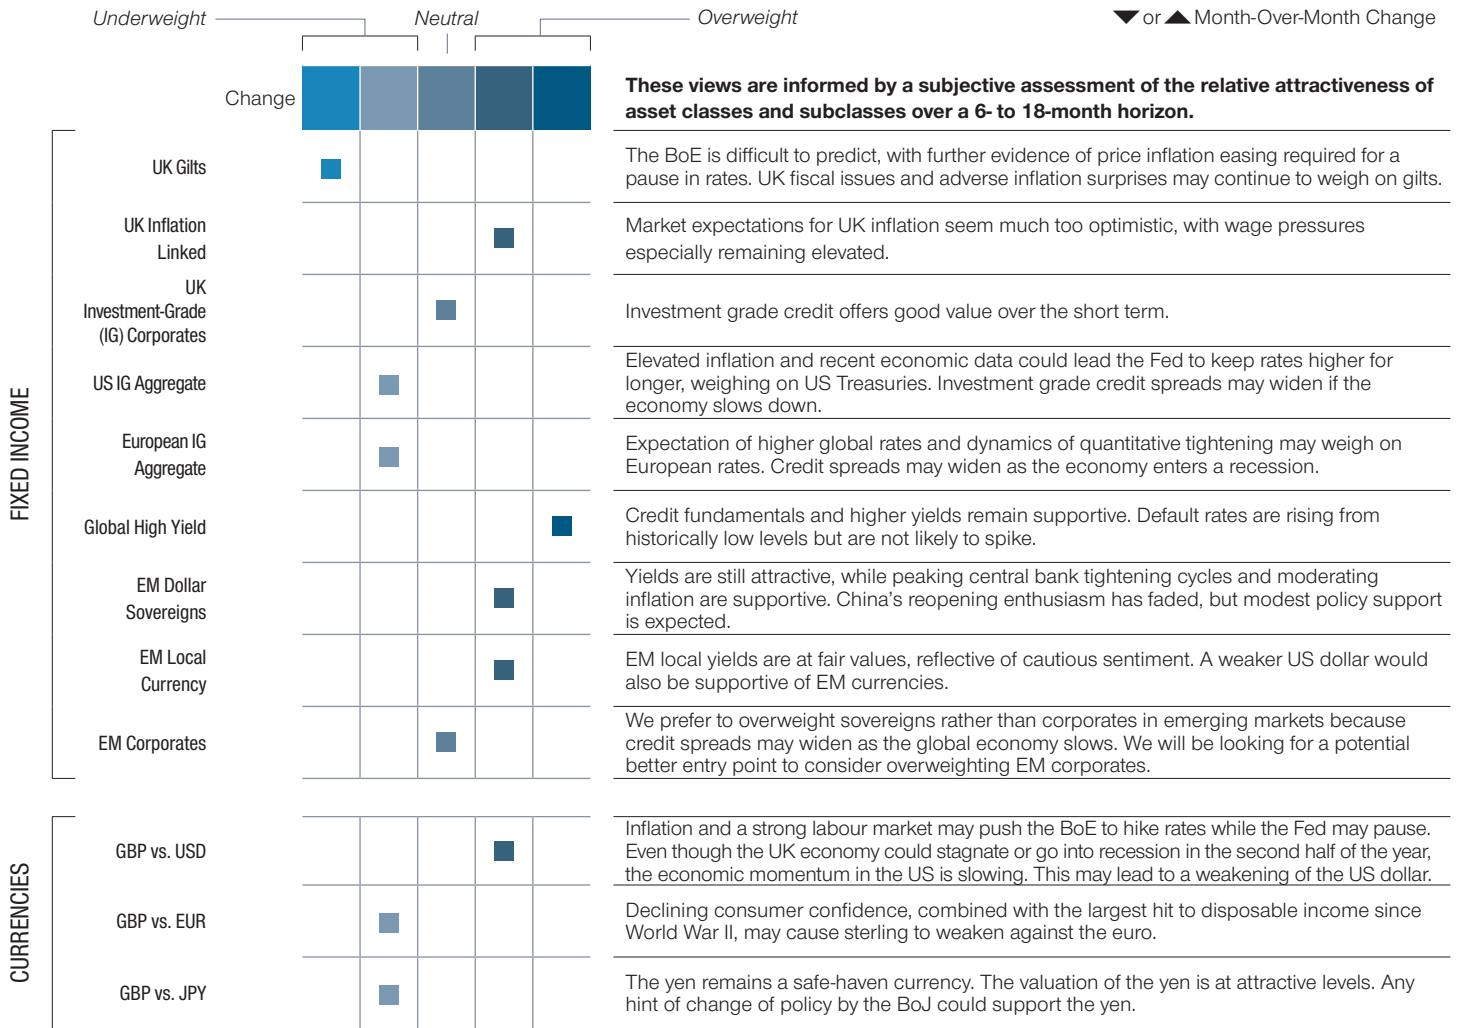 Underweight
Neutral
Overweight
▼ or ▲ Month-Over-Month Change
Change
These views are informed by a subjective assessment of the relative attractiveness of
asset classes and subclasses over a 6- to 18-month horizon.
FIXED INCOME
UK Gilts
The BoE is difficult to predict, with further evidence of price inflation easing required for a
pause in rates. UK fiscal issues and adverse inflation surprises may continue to weigh on gilts.
UK Inflation
Linked
Market expectations for UK inflation seem much too optimistic, with wage pressures
especially remaining elevated.
UK
Investment-Grade
(IG) Corporates
Investment grade credit offers good value over the short term.
US IG Aggregate
Elevated inflation and recent economic data could lead the Fed to keep rates higher for
longer, weighing on US Treasuries. Investment grade credit spreads may widen if the
economy slows down.
European IG
Aggregate
Expectation of higher global rates and dynamics of quantitative tightening may weigh on
European rates. Credit spreads may widen as the economy enters a recession.
Global High Yield
Credit fundamentals and higher yields remain supportive. Default rates are rising from
historically low levels but are not likely to spike.
EM Dollar
Sovereigns
Yields are still attractive, while peaking central bank tightening cycles and moderating
inflation are supportive. China's reopening enthusiasm has faded, but modest policy support
is expected.
EM Local
Currency
EM local yields are at fair values, reflective of cautious sentiment. A weaker US dollar would
also be supportive of EM currencies.
EM Corporates
We prefer to overweight sovereigns rather than corporates in emerging markets because
credit spreads may widen as the global economy slows. We will be looking for a potential
better entry point to consider overweighting EM corporates.
CURRENCIES
GBP vs. USD
Inflation and a strong labour market may push the BoE to hike rates while the Fed may pause.
Even though the UK economy could stagnate or go into recession in the second half of the year,
the economic momentum in the US is slowing. This may lead to a weakening of the US dollar.
GBP vs. EUR
Declining consumer confidence, combined with the largest hit to disposable income since
World War II, may cause sterling to weaken against the euro.
GBP vs. JPY
The yen remains a safe-haven currency. The valuation of the yen is at attractive levels. Any
hint of change of policy by the BoJ could support the yen.